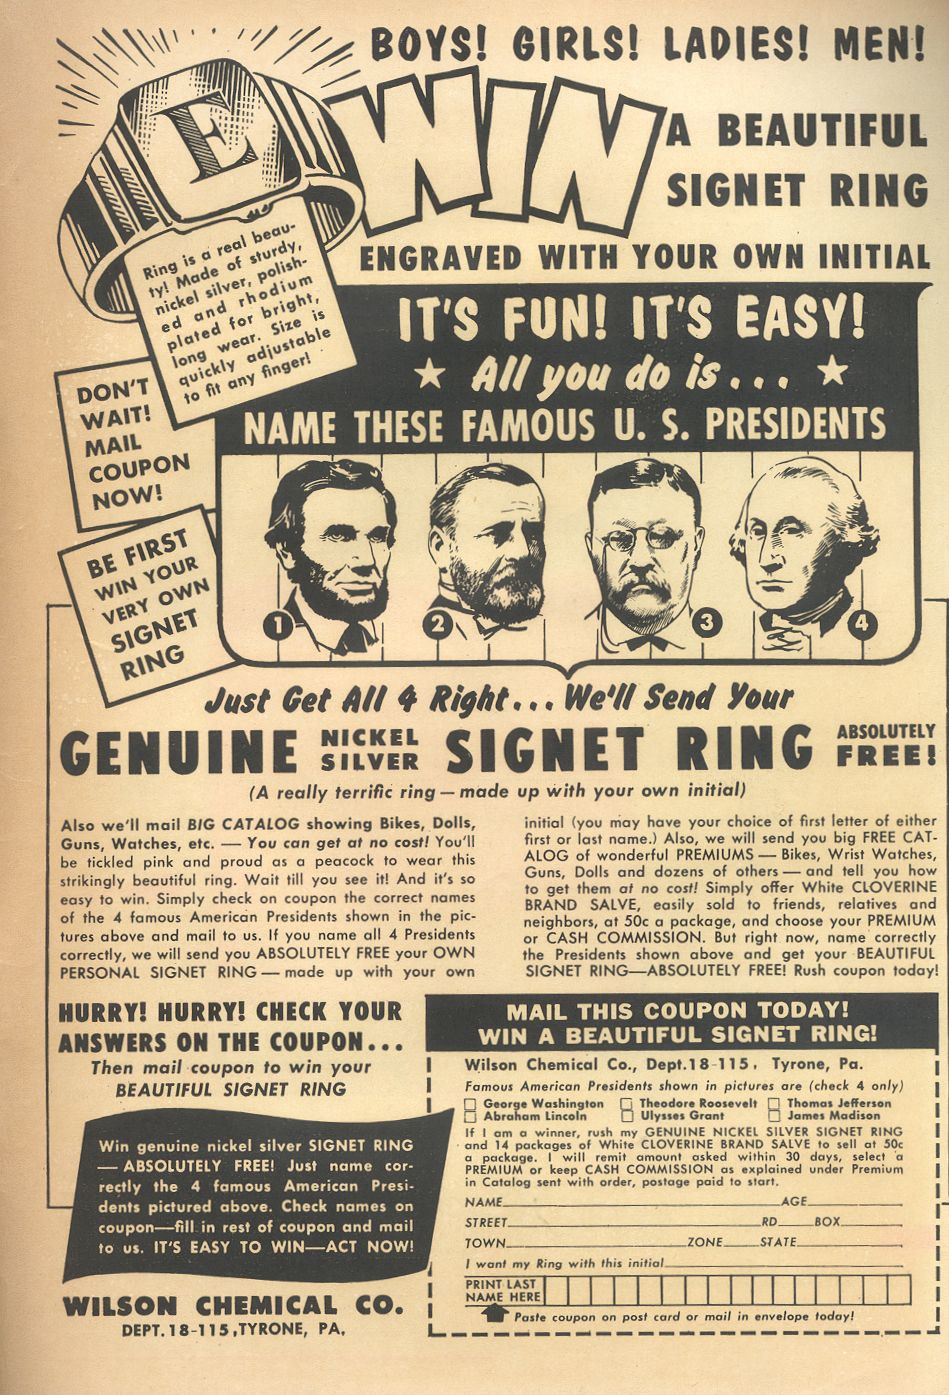 BOYS! GIRLS! LADIES! MEN!
E
WIN
A BEAUTIFUL
SIGNET RING
ENGRAVED WITH YOUR OWN INITIAL
Ring is a real beau-
ty! Made of sturdy,
nickel silver, polish-
ed and rhodium
plated for bright,
long wear. Size is
quickly adjustable
to fit any finger!
IT'S FUN! IT'S EASY!
★ All you do is... ★
NAME THESE FAMOUS U. S. PRESIDENTS
DON'T
WAIT!
MAIL
COUPON
NOW!
BE FIRST
WIN YOUR
VERY OWN
SIGNET
RING
1
2
3
4
Just Get All 4 Right... We'll Send Your
GENUINE NICKEL SILVER SIGNET RING ABSOLUTELY FREE!
(A really terrific ring — made up with your own initial)
Also we'll mail BIG CATALOG showing Bikes, Dolls,
Guns, Watches, etc. — You can get at no cost! You'll
be tickled pink and proud as a peacock to wear this
strikingly beautiful ring. Wait till you see it! And it's so
easy to win. Simply check on coupon the correct names
of the 4 famous American Presidents shown in the pic-
tures above and mail to us. If you name all 4 Presidents
correctly, we will send you ABSOLUTELY FREE your OWN
PERSONAL SIGNET RING — made up with your own
initial (you may have your choice of first letter of either
first or last name.) Also, we will send you big FREE CAT-
ALOG of wonderful PREMIUMS — Bikes, Wrist Watches,
Guns, Dolls and dozens of others — and tell you how
to get them at no cost! Simply offer White CLOVERINE
BRAND SALVE, easily sold to friends, relatives and
neighbors, at 50c a package, and choose your PREMIUM
or CASH COMMISSION. But right now, name correctly
the Presidents shown above and get your BEAUTIFUL
SIGNET RING—ABSOLUTELY FREE! Rush coupon today!
HURRY! HURRY! CHECK YOUR
ANSWERS ON THE COUPON...
Then mail coupon to win your
BEAUTIFUL SIGNET RING
Win genuine nickel silver SIGNET RING
— ABSOLUTELY FREE! Just name cor-
rectly the 4 famous American Presi-
dents pictured above. Check names on
coupon—fill in rest of coupon and mail
to us. IT'S EASY TO WIN—ACT NOW!
WILSON CHEMICAL CO.
DEPT. 18-115, TYRONE, PA.
MAIL THIS COUPON TODAY!
WIN A BEAUTIFUL SIGNET RING!
Wilson Chemical Co., Dept. 18-115, Tyrone, Pa.
Famous American Presidents shown in pictures are (check 4 only)
☐ George Washington ☐ Theodore Roosevelt ☐ Thomas Jefferson
☐ Abraham Lincoln ☐ Ulysses Grant ☐ James Madison
If I am a winner, rush my GENUINE NICKEL SILVER SIGNET RING
and 14 packages of White CLOVERINE BRAND SALVE to sell at 50c
a package. I will remit amount asked within 30 days, select a
PREMIUM or keep CASH COMMISSION as explained under Premium
in Catalog sent with order, postage paid to start.
NAME AGE
STREET RD BOX
TOWN ZONE STATE
I want my Ring with this initial
PRINT LAST
NAME HERE
Paste coupon on post card or mail in envelope today!